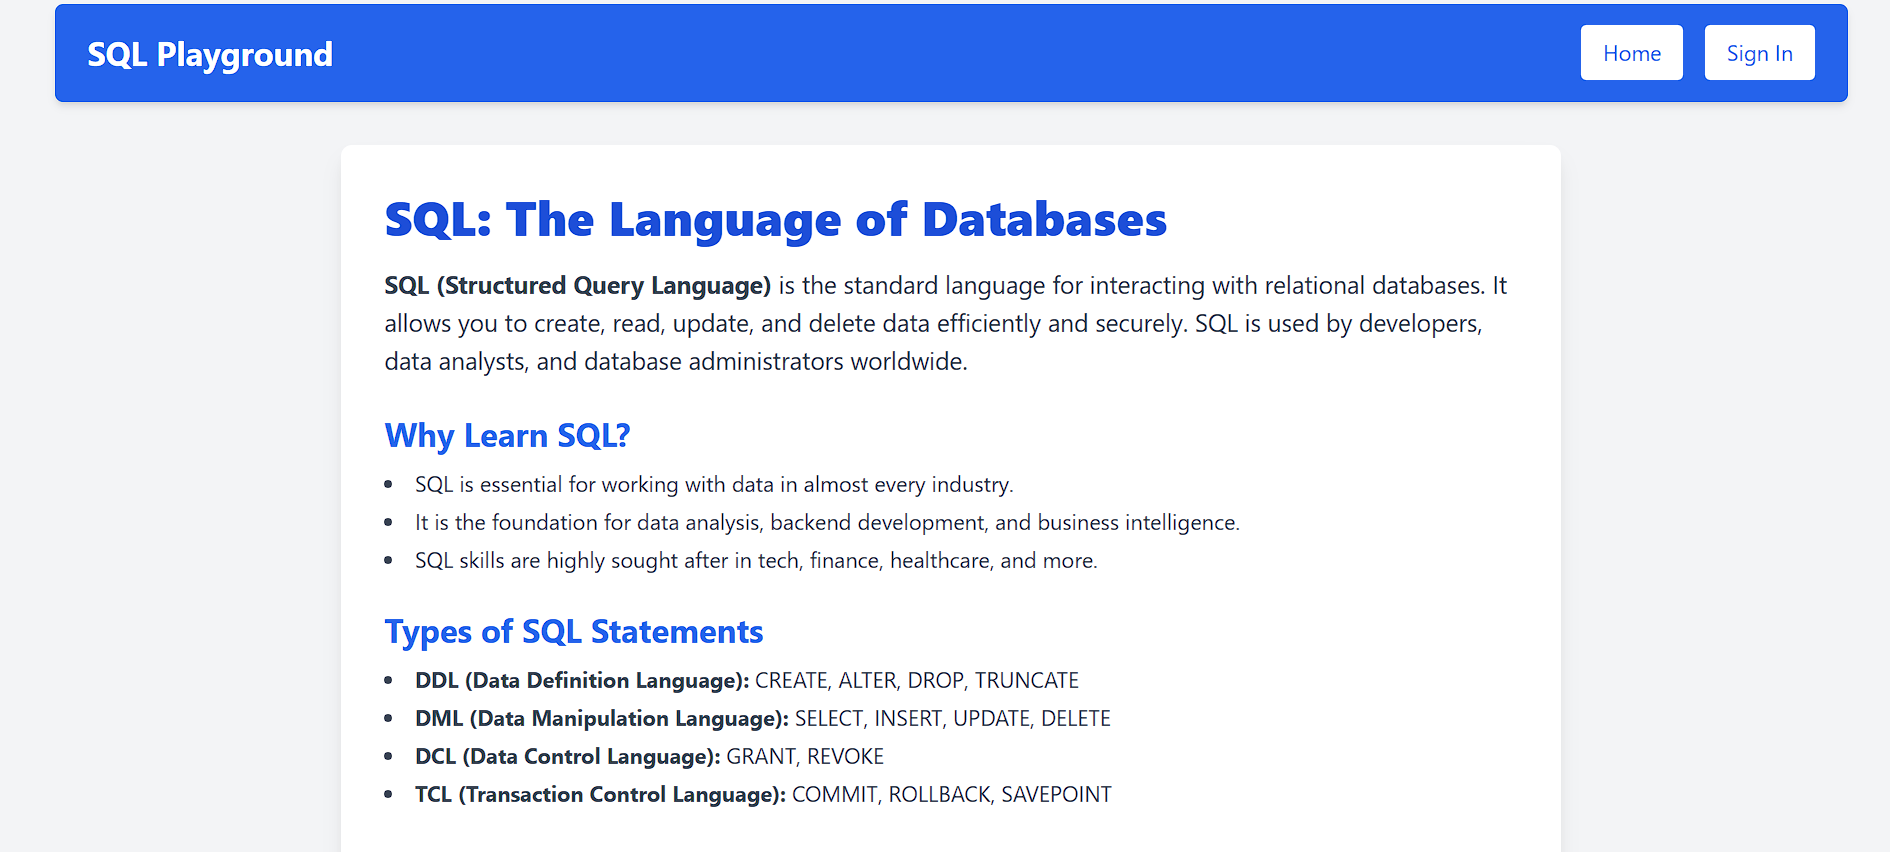 SQL Playground
Home
Sign In
SQL: The Language of Databases
SQL (Structured Query Language) is the standard language for interacting with relational databases. It
allows you to create, read, update, and delete data efficiently and securely. SQL is used by developers,
data analysts, and database administrators worldwide.
Why Learn SQL?
• SQL is essential for working with data in almost every industry.
• It is the foundation for data analysis, backend development, and business intelligence.
• SQL skills are highly sought after in tech, finance, healthcare, and more.
Types of SQL Statements
• DDL (Data Definition Language): CREATE, ALTER, DROP, TRUNCATE
• DML (Data Manipulation Language): SELECT, INSERT, UPDATE, DELETE
• DCL (Data Control Language): GRANT, REVOKE
• TCL (Transaction Control Language): COMMIT, ROLLBACK, SAVEPOINT